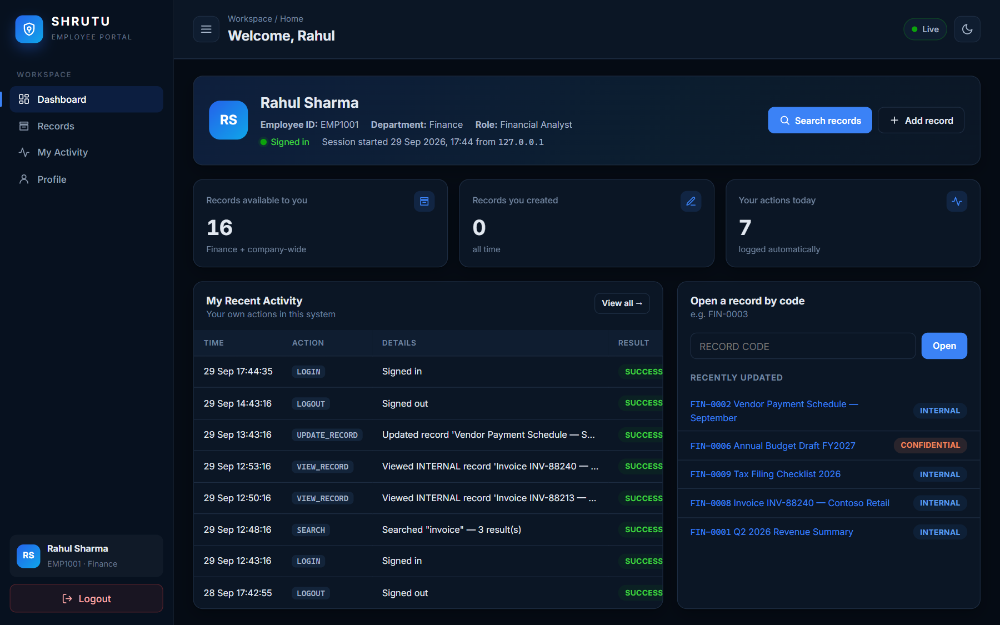 SHRUTU
EMPLOYEE PORTAL
WORKSPACE
Dashboard
Records
My Activity
Profile
RS
Rahul Sharma
EMP1001 · Finance
Logout
Workspace / Home
Welcome, Rahul
Live
RS
Rahul Sharma
Employee ID: EMP1001 Department: Finance Role: Financial Analyst
Signed in Session started 29 Sep 2026, 17:44 from 127.0.0.1
Search records
Add record
Records available to you
16
Finance + company-wide
Records you created
0
all time
Your actions today
7
logged automatically
My Recent Activity
Your own actions in this system
View all →
TIME ACTION DETAILS RESULT
29 Sep 17:44:35 LOGIN Signed in SUCCESS
29 Sep 14:43:16 LOGOUT Signed out SUCCESS
29 Sep 13:43:16 UPDATE_RECORD Updated record 'Vendor Payment Schedule — S... SUCCESS
29 Sep 12:53:16 VIEW_RECORD Viewed INTERNAL record 'Invoice INV-88240 — ... SUCCESS
29 Sep 12:50:16 VIEW_RECORD Viewed INTERNAL record 'Invoice INV-88213 — ... SUCCESS
29 Sep 12:48:16 SEARCH Searched "invoice" — 3 result(s) SUCCESS
29 Sep 12:43:16 LOGIN Signed in SUCCESS
28 Sep 17:42:55 LOGOUT Signed out SUCCESS
Open a record by code
e.g. FIN-0003
RECORD CODE
Open
RECENTLY UPDATED
FIN-0002 Vendor Payment Schedule —
September
INTERNAL
FIN-0006 Annual Budget Draft FY2027 CONFIDENTIAL
FIN-0009 Tax Filing Checklist 2026 INTERNAL
FIN-0008 Invoice INV-88240 — Contoso Retail INTERNAL
FIN-0001 Q2 2026 Revenue Summary INTERNAL